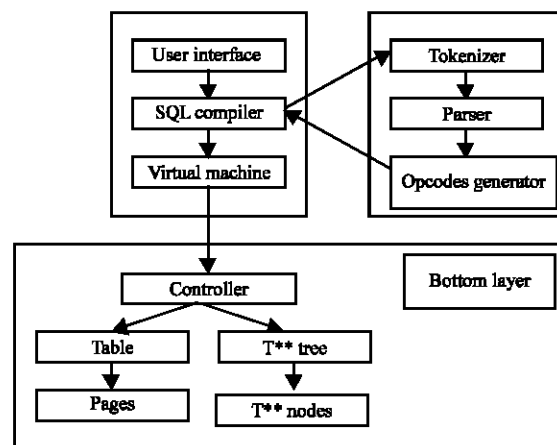 User interface
SQL compiler
Virtual machine
Tokenizer
Parser
Opcodes generator
Controller
Bottom layer
Table
T** tree
Pages
T** nodes